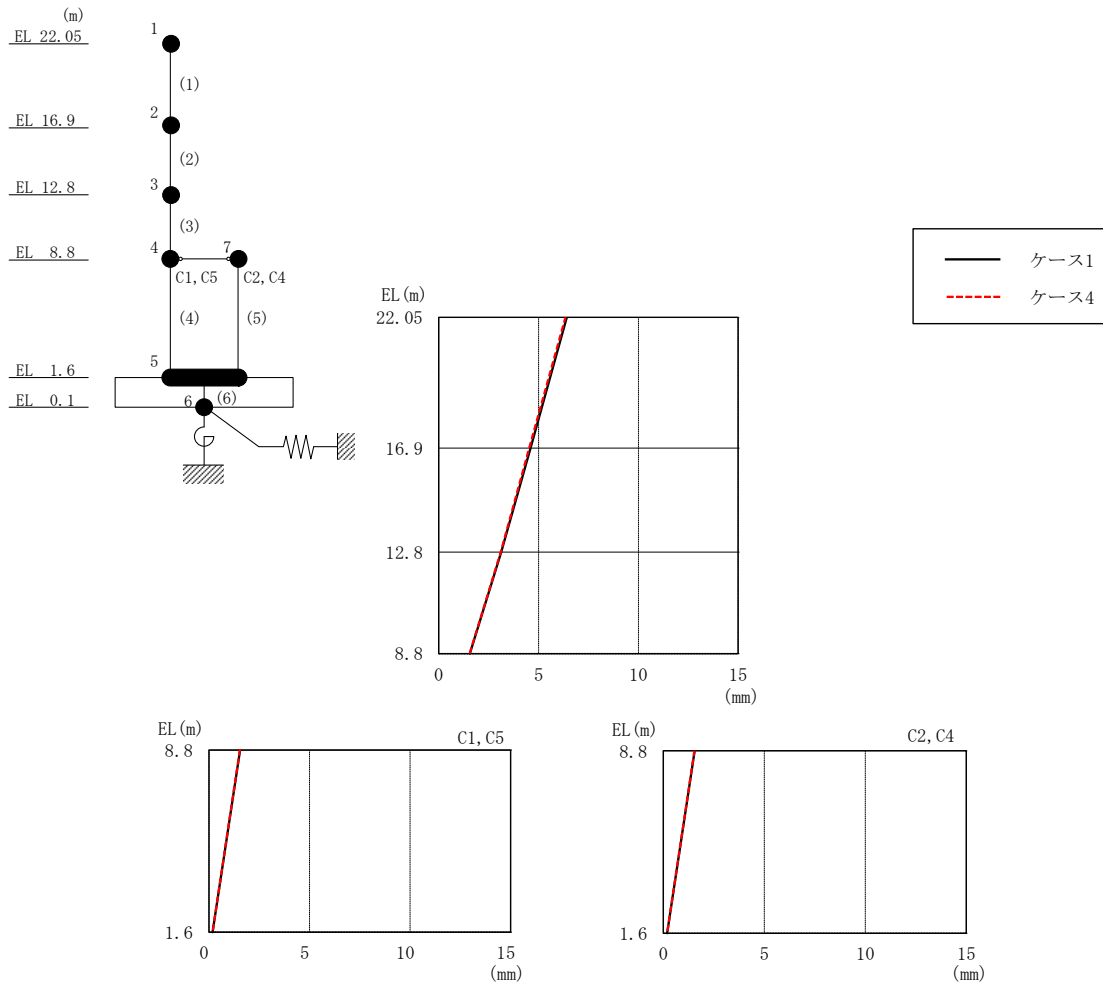 (m)
EL 22.05
1
(1)
EL 16.9
2
(2)
EL 12.8
3
(3)
EL 8.8
4
7
C1, C5
C2, C4
(4)
(5)
EL 1.6
5
EL 0.1
6
(6)
ケース1
ケース4
EL(m)
22.05
16.9
12.8
8.8
0 5 10 15
(mm)
EL(m)
C1, C5
8.8
1.6
0 5 10 15
(mm)
EL(m)
C2, C4
8.8
1.6
0 5 10 15
(mm)